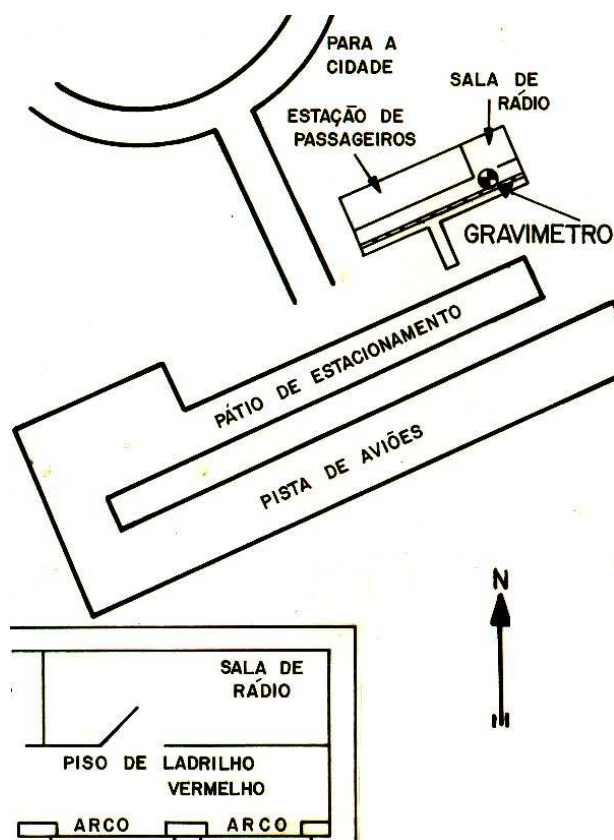 PARA A
CIDADE
SALA DE
RÁDIO
ESTAÇÃO DE
PASSAGEIROS
GRAVIMETRO
PÁTIO DE ESTACIONAMENTO
PISTA DE AVIÕES
N
SALA DE
RÁDIO
PISO DE LADRILHO
VERMELHO
ARCO
ARCO